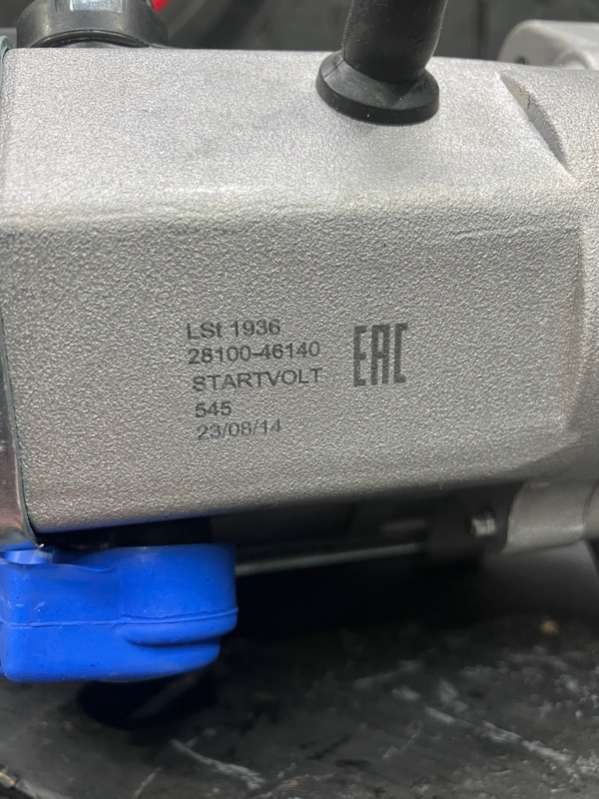 LSt 1936
28100-46140
STARTVOLT
545
23/08/14
EAC